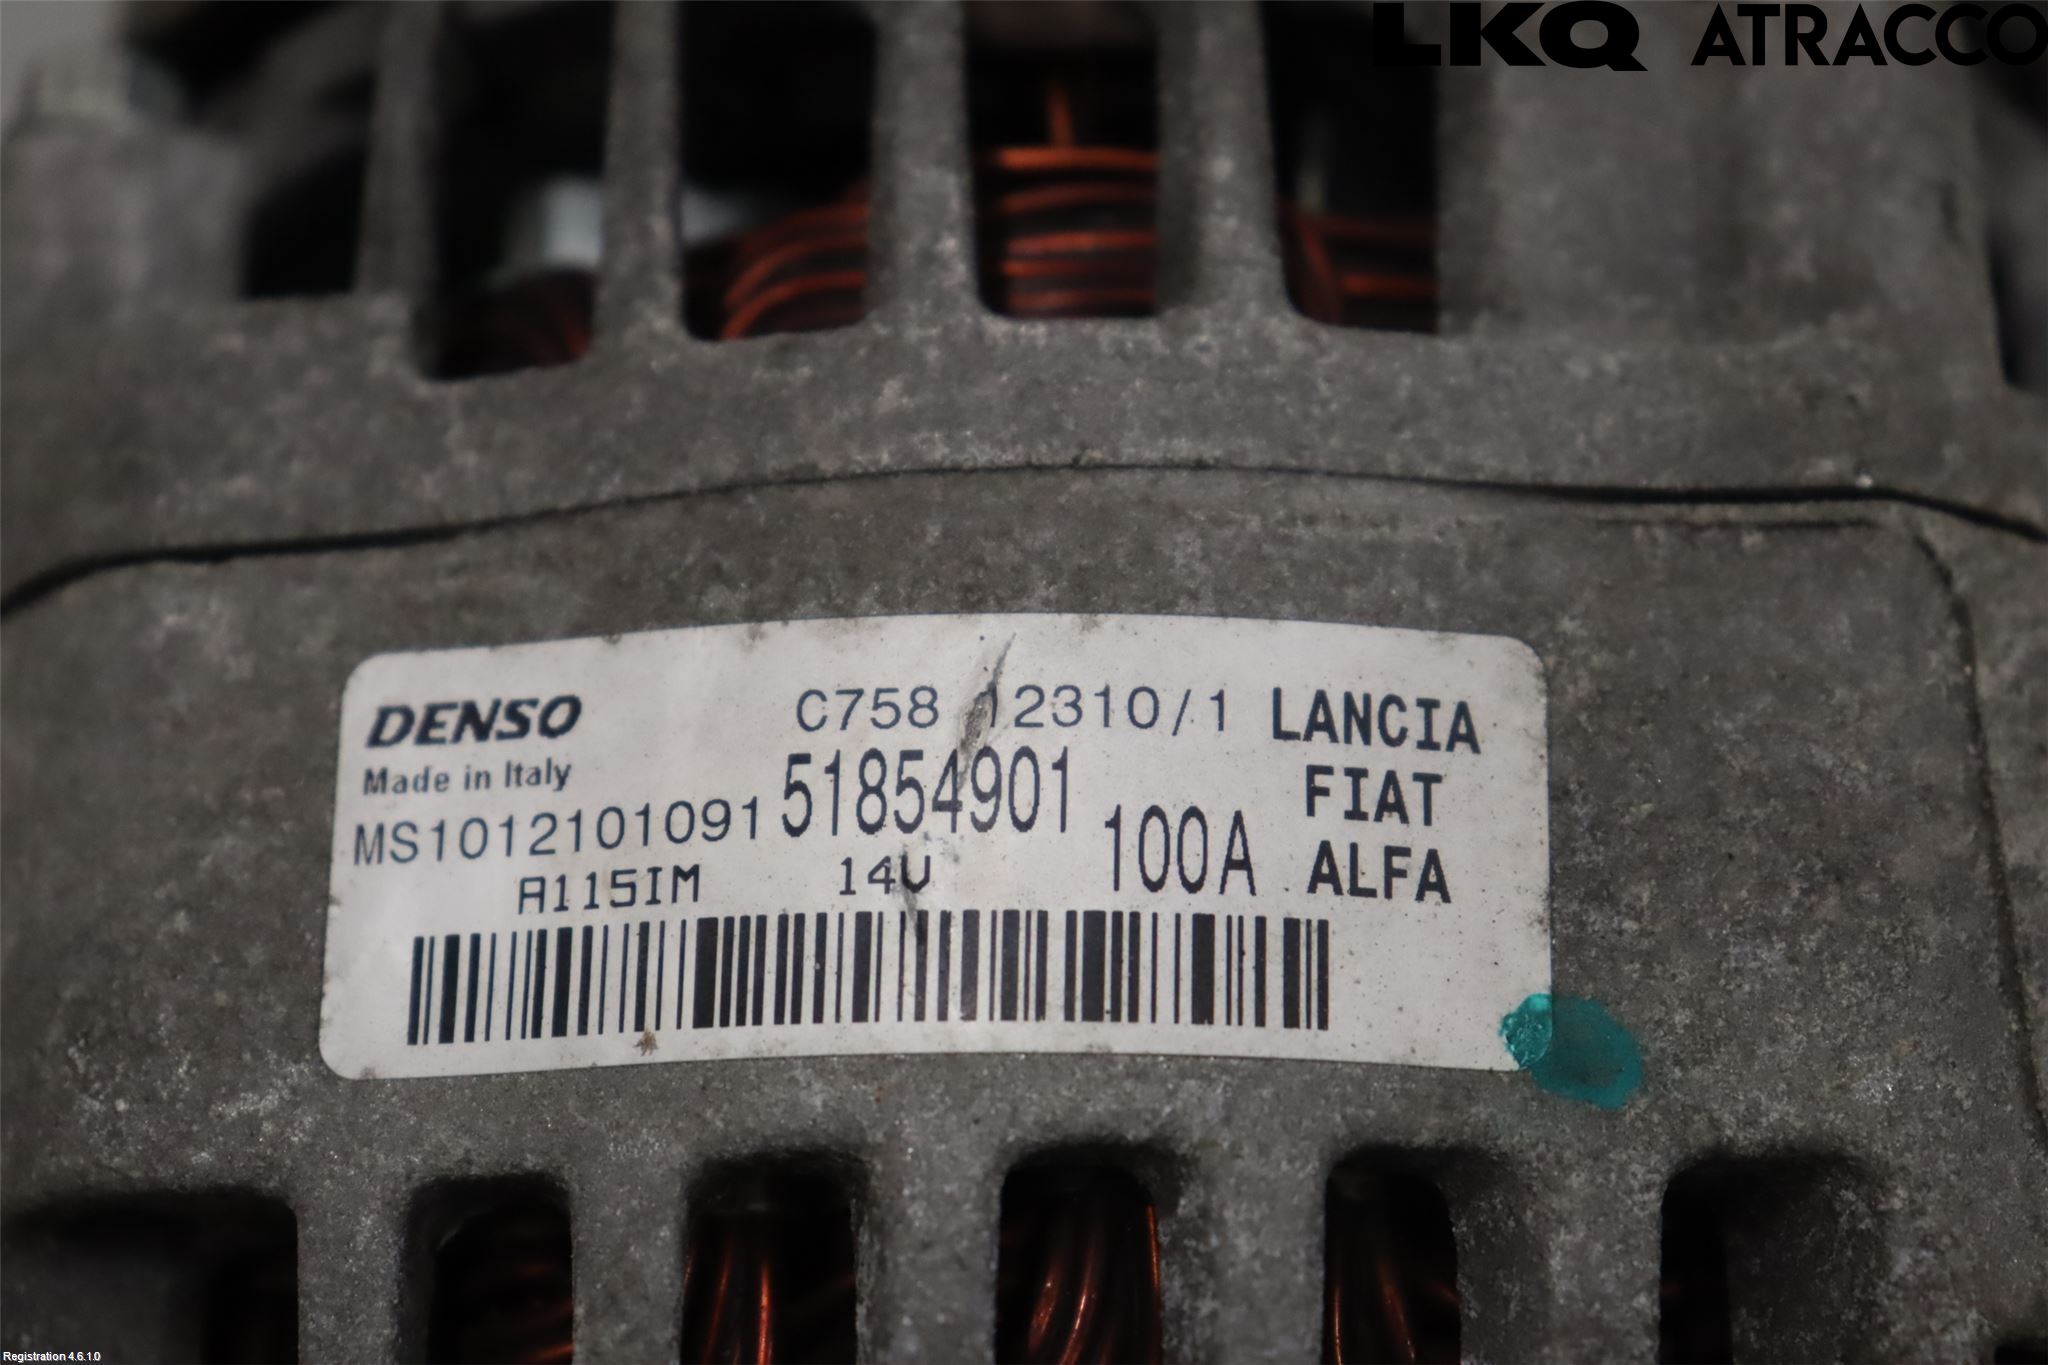 LKQ ATRACCO
DENSO C758 12310/1 LANCIA
Made in Italy 51854901 FIAT
MS1012101091 100A ALFA
A115IM 14V
Registration 4.6.1.0